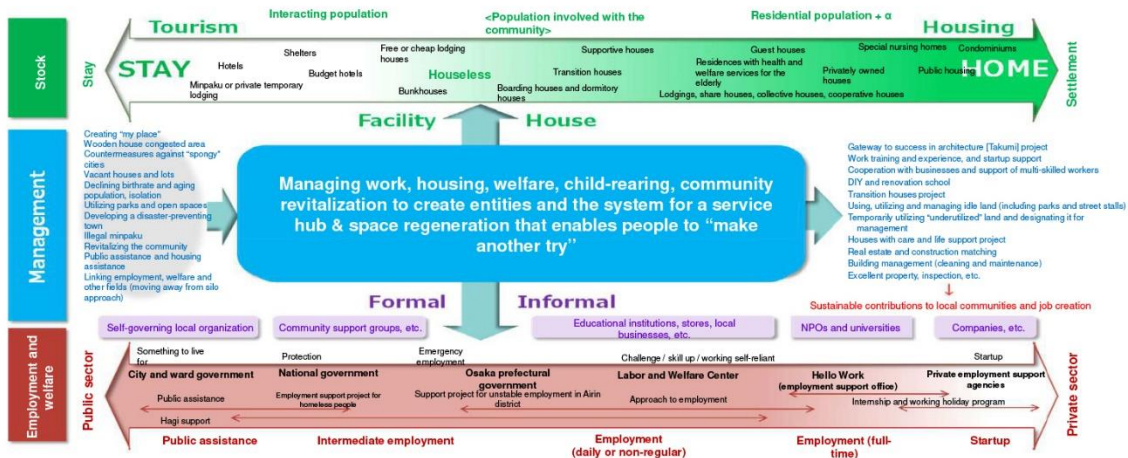 Interacting population
<Population involved with the
community>
Residential population + α
Tourism
Housing
Stock
Stay
STAY
Shelters
Hotels
Budget hotels
Minpaku or private temporary
lodging
Free or cheap lodging
houses
Houseless
Bunkhouses
Supportive houses
Transition houses
Boarding houses and dormitory
houses
Guest houses
Residences with health and
welfare services for the
elderly
Lodgings, share houses, collective houses, cooperative houses
Special nursing homes
Privately owned
houses
Condominiums
Public housing
HOME
Settlement
Facility
House
Management
Creating “my place”
Wooden house congested area
Countermeasures against “spongy”
cities
Vacant houses and lots
Declining birthrate and aging
population, isolation
Utilizing parks and open spaces
Developing a disaster-preventing
town
Illegal minpaku
Revitalizing the community
Public assistance and housing
assistance
Linking employment, welfare and
other fields (moving away from silo
approach)
Managing work, housing, welfare, child-rearing, community
revitalization to create entities and the system for a service
hub & space regeneration that enables people to “make
another try”
Gateway to success in architecture [Takumi] project
Work training and experience, and startup support
Cooperation with businesses and support of multi-skilled workers
DIY and renovation school
Transition houses project
Using, utilizing and managing idle land (including parks and street stalls)
Temporarily utilizing “underutilized” land and designating it for
management
Houses with care and life support project
Real estate and construction matching
Building management (cleaning and maintenance)
Excellent property, inspection, etc.
Sustainable contributions to local communities and job creation
Formal
Informal
Self-governing local organization
Community support groups, etc.
Educational institutions, stores, local
businesses, etc.
NPOs and universities
Companies, etc.
Employment and
welfare
Public sector
Something to live
for
Protection
Emergency
employment
Challenge / skill up / working self-reliant
Startup
City and ward government
National government
Osaka prefectural
government
Labor and Welfare Center
Hello Work
(employment support office)
Private employment support
agencies
Public assistance
Employment support project for
homeless people
Support project for unstable employment in Airin
district
Approach to employment
Internship and working holiday program
Hagi support
Private sector
Public assistance
Intermediate employment
Employment
(daily or non-regular)
Employment (full-
time)
Startup